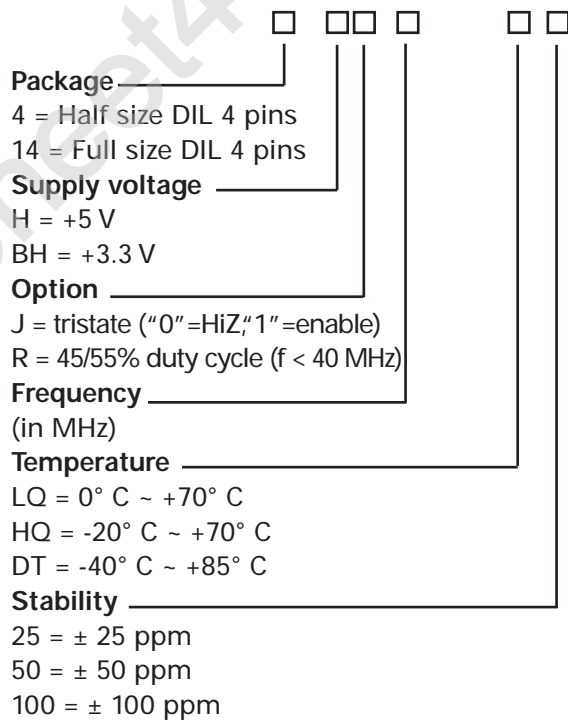 Package
4 = Half size DIL 4 pins
14 = Full size DIL 4 pins
Supply voltage
H = +5 V
BH = +3.3 V
Option
J = tristate ("0"=HiZ,"1"=enable)
R = 45/55% duty cycle (f < 40 MHz)
Frequency
(in MHz)
Temperature
LQ = 0° C ~ +70° C
HQ = -20° C ~ +70° C
DT = -40° C ~ +85° C
Stability
25 = ± 25 ppm
50 = ± 50 ppm
100 = ± 100 ppm